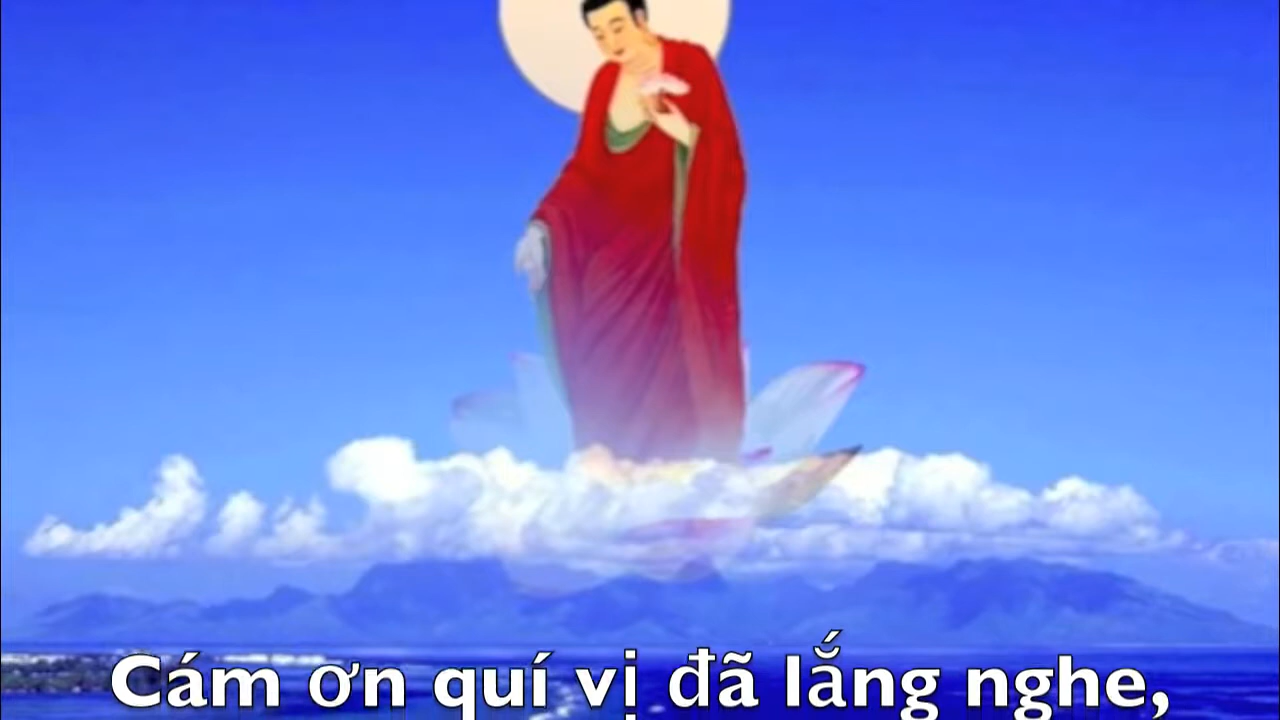 Cám ơn quí vị đã lắng nghe,